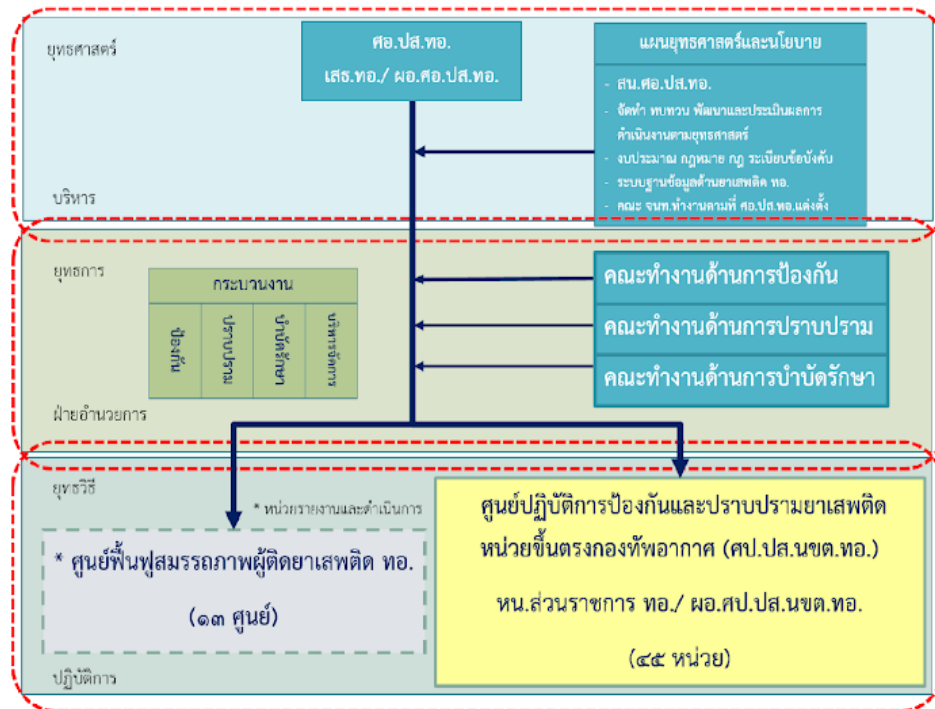 ยุทธศาสตร์
ศอ.ปส.ทอ.
เสธ.ทอ./ ผอ.ศอ.ปส.ทอ.
แผนยุทธศาสตร์และนโยบาย
- สน.ศอ.ปส.ทอ.
- จัดทำ ทบทวน พัฒนาและประเมินผลการ
ดำเนินงานตามยุทธศาสตร์
- งบประมาณ กฎหมาย กฎ ระเบียบข้อบังคับ
- ระบบฐานข้อมูลด้านยาเสพติด ทอ.
- คณะ จนท.ทำงานตามที่ ศอ.ปส.ทอ.แต่งตั้ง
บริหาร
ยุทธการ
กระบวนงาน
ป้องกัน
ปราบปราม
บำบัดรักษา
บริหารจัดการ
คณะทำงานด้านการป้องกัน
คณะทำงานด้านการปราบปราม
คณะทำงานด้านการบำบัดรักษา
ฝ่ายอำนวยการ
ยุทธวิธี
* หน่วยรายงานและดำเนินการ
* ศูนย์ฟื้นฟูสมรรถภาพผู้ติดยาเสพติด ทอ.
(๑๓ ศูนย์)
ศูนย์ปฏิบัติการป้องกันและปราบปรามยาเสพติด
หน่วยขึ้นตรงกองทัพอากาศ (ศป.ปส.นขต.ทอ.)
หน.ส่วนราชการ ทอ./ ผอ.ศป.ปส.นขต.ทอ.
(๔๕ หน่วย)
ปฏิบัติการ